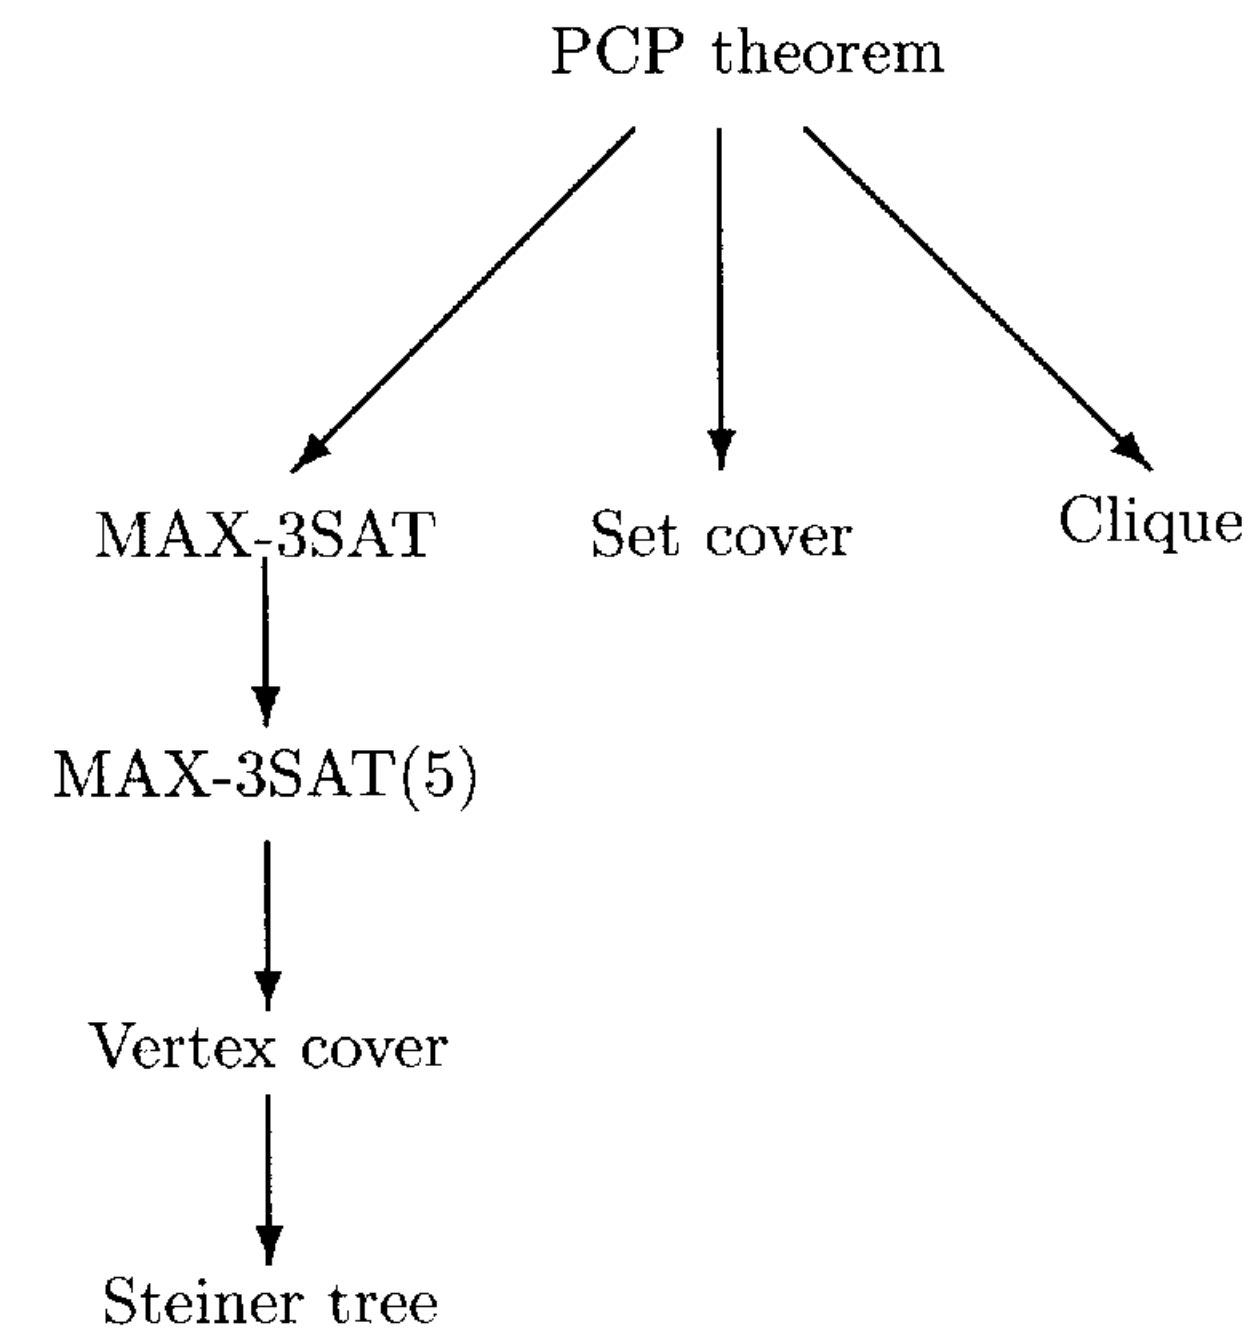 PCP theorem
MAX-3SAT
Set cover
Clique
MAX-3SAT(5)
Vertex cover
Steiner tree